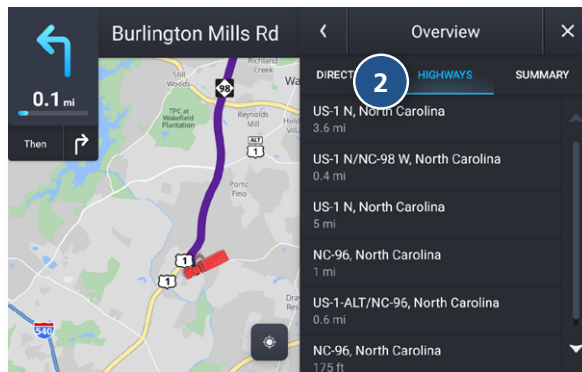 Burlington Mills Rd
0.1 mi
Then
Richland
Creek
Still
Woods
98
Wa
TPC at
Wakefield
Plantation
Reynolds
Mill
ALT
1
Porto
Fino
1
1
540
Overview
DIRECT
2
HIGHWAYS
SUMMARY
US-1 N, North Carolina
3.6 mi
US-1 N/NC-98 W, North Carolina
0.4 mi
US-1 N, North Carolina
5 mi
NC-96, North Carolina
1 mi
US-1-ALT/NC-96, North Carolina
0.6 mi
NC-96, North Carolina
175 ft